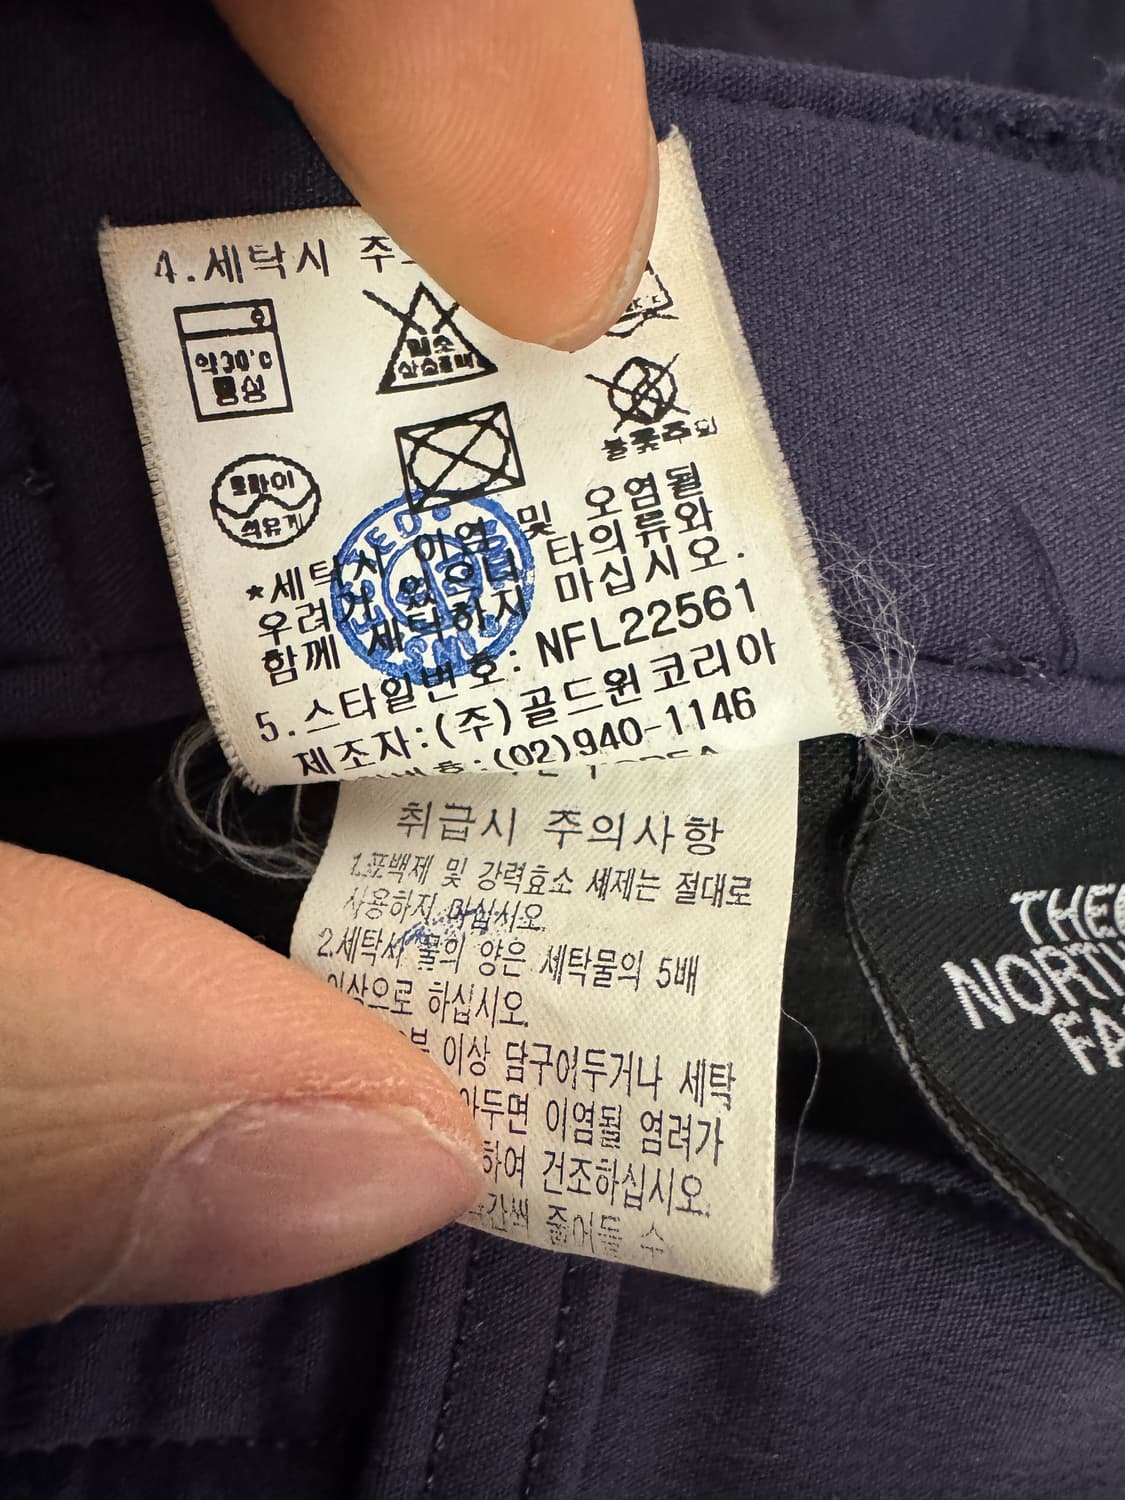 4.세탁시
약30℃
중성
염소
산소표백
드라이
석유계
불꽃주의
*세탁시 이염 및 오염될
우려가 있으니 타의류와
함께 세탁하지 마십시오.
5.스타일번호: NFL22561
제조자:(주)골드윈코리아
(02)940-1146
취급시 주의사항
1.표백제 및 강력효소 세제는 절대로
사용하지 마십시오.
2.세탁시 물의 양은 세탁물의 5배
이상으로 하십시오.
이상 담구어두거나 세탁
아두면 이염될 염려가
하여 건조하십시오.
줄어들 수
THE
NORTH
FA